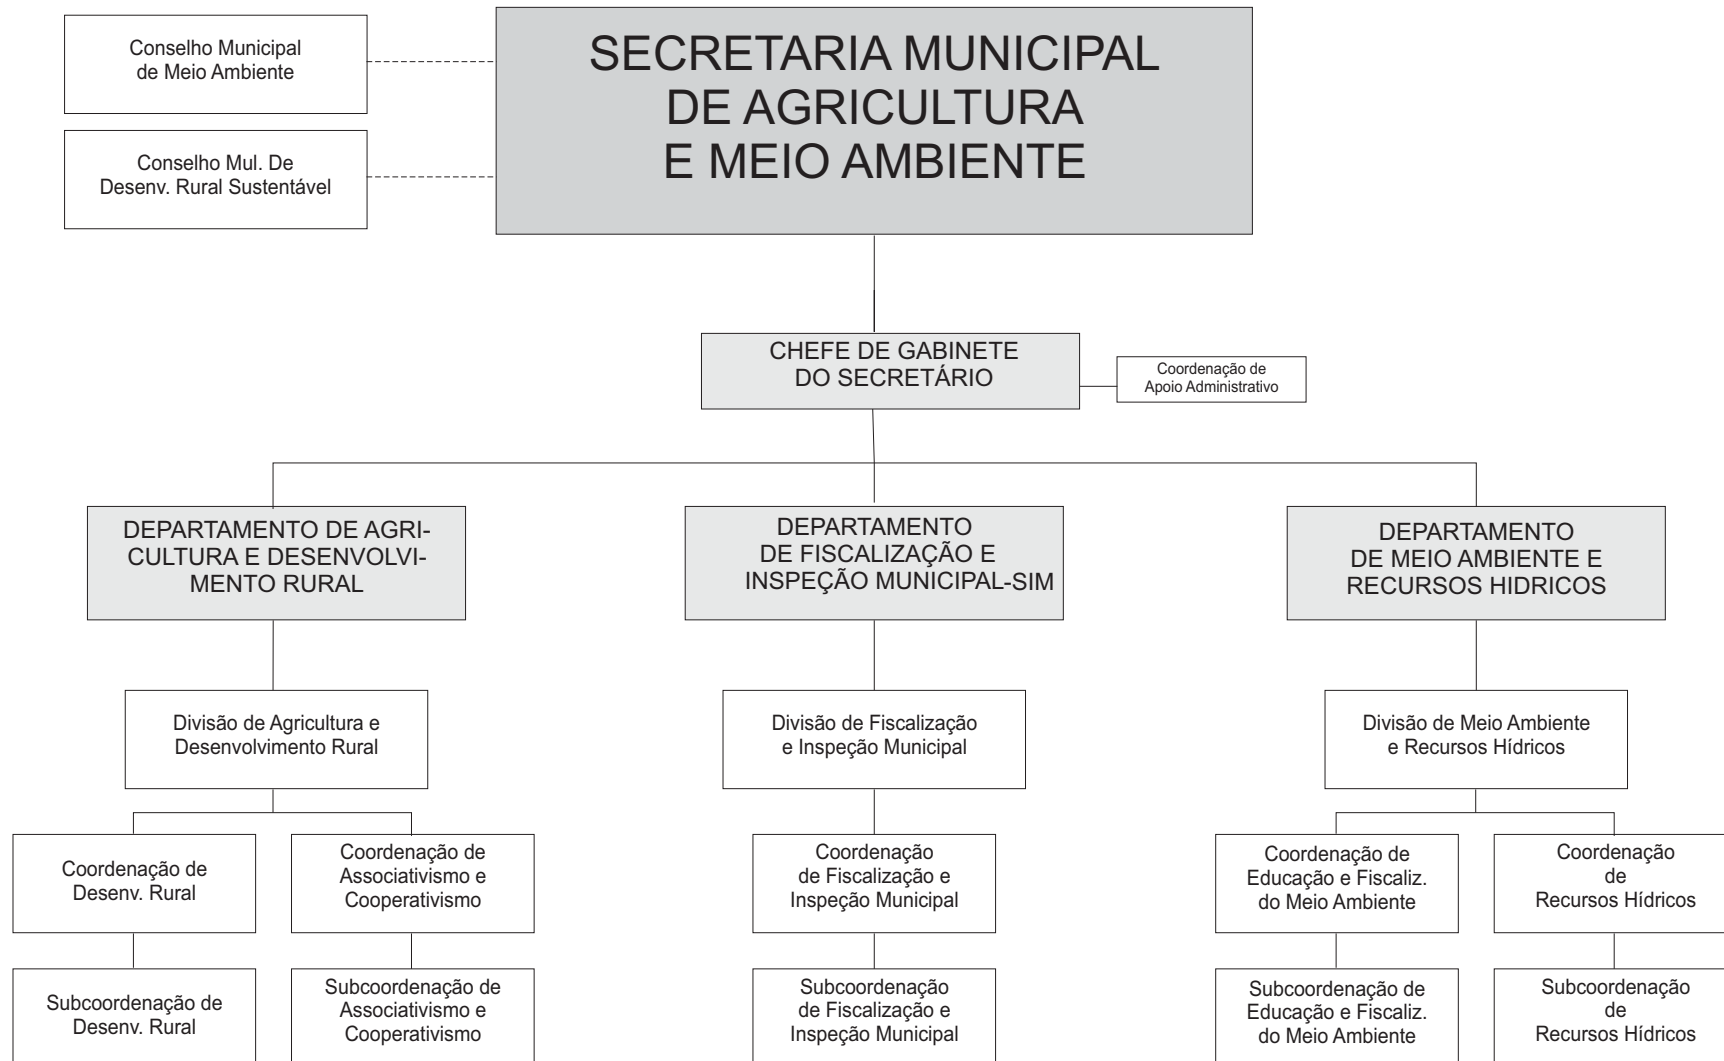 Conselho Municipal
de Meio Ambiente
SECRETARIA MUNICIPAL
DE AGRICULTURA
E MEIO AMBIENTE
Conselho Mul. De
Desenv. Rural Sustentável
CHEFE DE GABINETE
DO SECRETÁRIO
Coordenação de
Apoio Administrativo
DEPARTAMENTO DE AGRI-
CULTURA E DESENVOLVI-
MENTO RURAL
DEPARTAMENTO
DE FISCALIZAÇÃO E
INSPEÇÃO MUNICIPAL-SIM
DEPARTAMENTO
DE MEIO AMBIENTE E
RECURSOS HIDRICOS
Divisão de Agricultura e
Desenvolvimento Rural
Divisão de Fiscalização
e Inspeção Municipal
Divisão de Meio Ambiente
e Recursos Hídricos
Coordenação de
Desenv. Rural
Coordenação de
Associativismo e
Cooperativismo
Coordenação
de Fiscalização e
Inspeção Municipal
Coordenação de
Educação e Fiscaliz.
do Meio Ambiente
Coordenação
de
Recursos Hídricos
Subcoordenação de
Desenv. Rural
Subcoordenação de
Associativismo e
Cooperativismo
Subcoordenação
de Fiscalização e
Inspeção Municipal
Subcoordenação de
Educação e Fiscaliz.
do Meio Ambiente
Subcoordenação
de
Recursos Hídricos